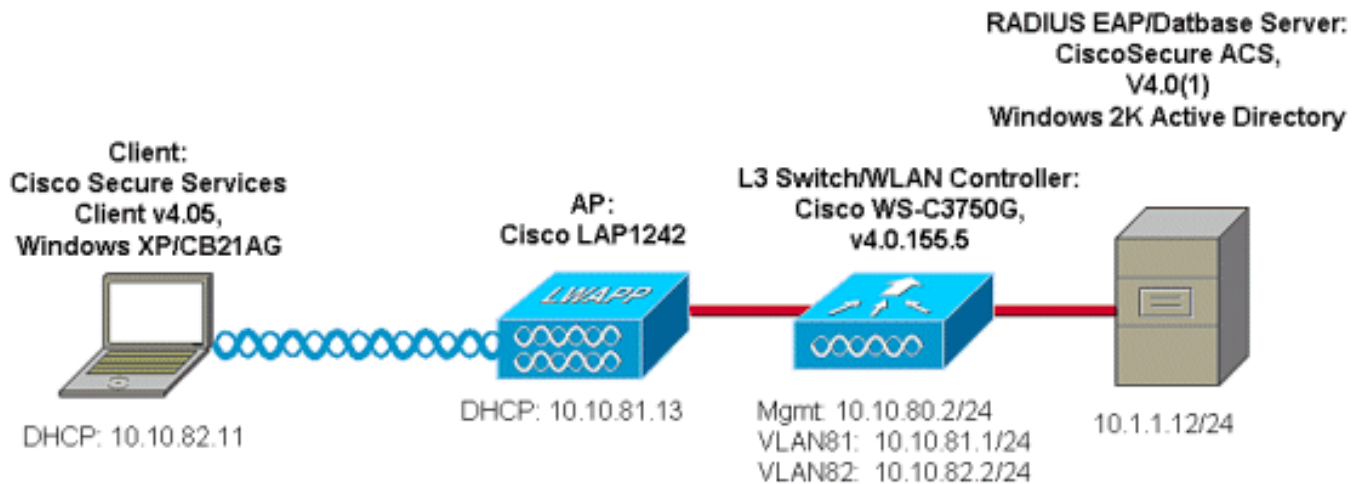 RADIUS EAP/Datbase Server:
CiscoSecure ACS,
V4.0(1)
Windows 2K Active Directory
Client:
Cisco Secure Services
Client v4.05,
Windows XP/CB21AG
AP:
Cisco LAP1242
L3 Switch/WLAN Controller:
Cisco WS-C3750G,
v4.0.155.5
LWAPP
DHCP: 10.10.82.11
DHCP: 10.10.81.13
Mgmt: 10.10.80.2/24
VLAN81: 10.10.81.1/24
VLAN82: 10.10.82.2/24
10.1.1.12/24